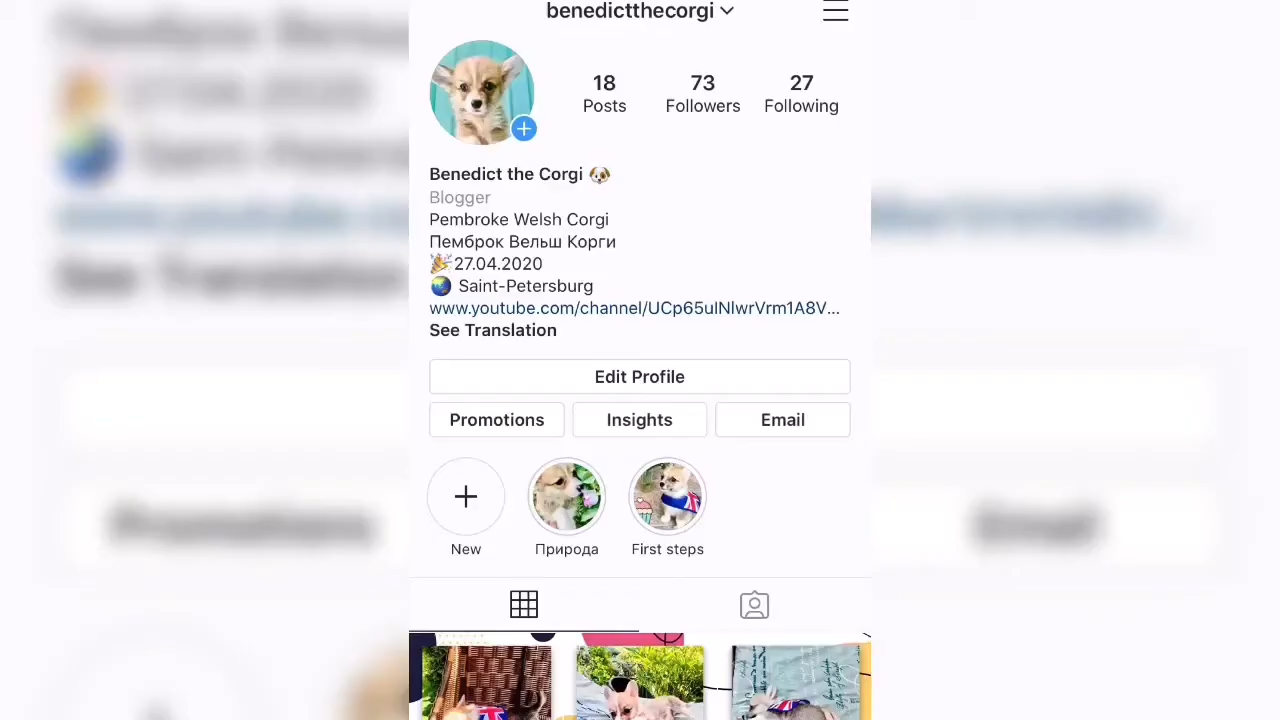 benedictthecorgi
18 73 27
Posts Followers Following
Benedict the Corgi
Blogger
Pembroke Welsh Corgi
Пемброк Вельш Корги
27.04.2020
Saint-Petersburg
www.youtube.com/channel/UCp65uINIwrVrm1A8V...
See Translation
Edit Profile
Promotions Insights Email
New Природа First steps